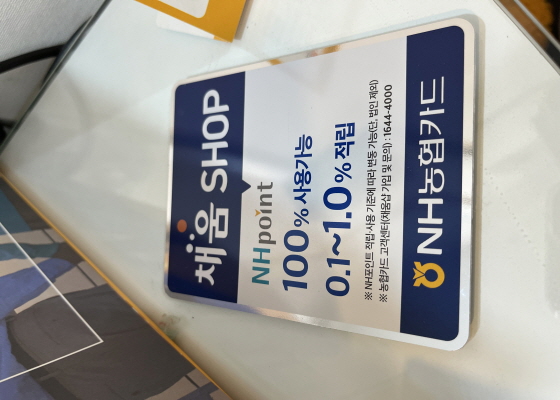 채움 SHOP
NHpoint
100% 사용가능
0.1~1.0% 적립
※ NH포인트 적립·사용 기준에 따라 변동 가능(단, 법인 제외)
※ 농협카드 고객센터(채움샵 가입 및 문의) : 1644-4000
NH농협카드